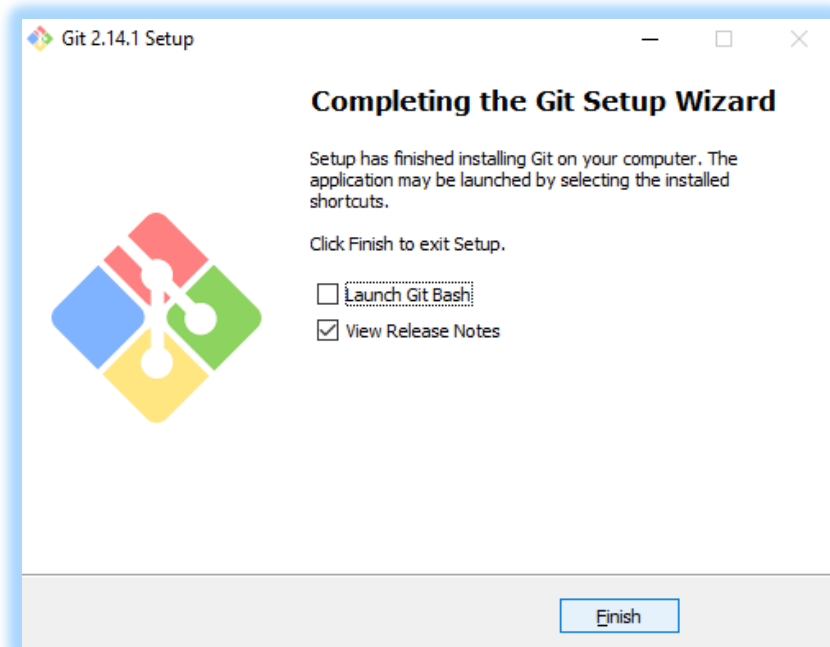 Git 2.14.1 Setup
Completing the Git Setup Wizard
Setup has finished installing Git on your computer. The
application may be launched by selecting the installed
shortcuts.
Click Finish to exit Setup.
Launch Git Bash
View Release Notes
Finish